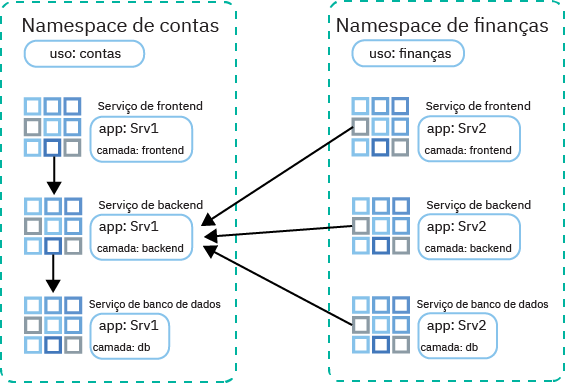 Namespace de contas
uso: contas
Serviço de frontend
app: Srv1
camada: frontend
Serviço de backend
app: Srv1
camada: backend
Serviço de banco de dados
app: Srv1
camada: db
Namespace de finanças
uso: finanças
Serviço de frontend
app: Srv2
camada: frontend
Serviço de backend
app: Srv2
camada: backend
Serviço de banco de dados
app: Srv2
camada: db